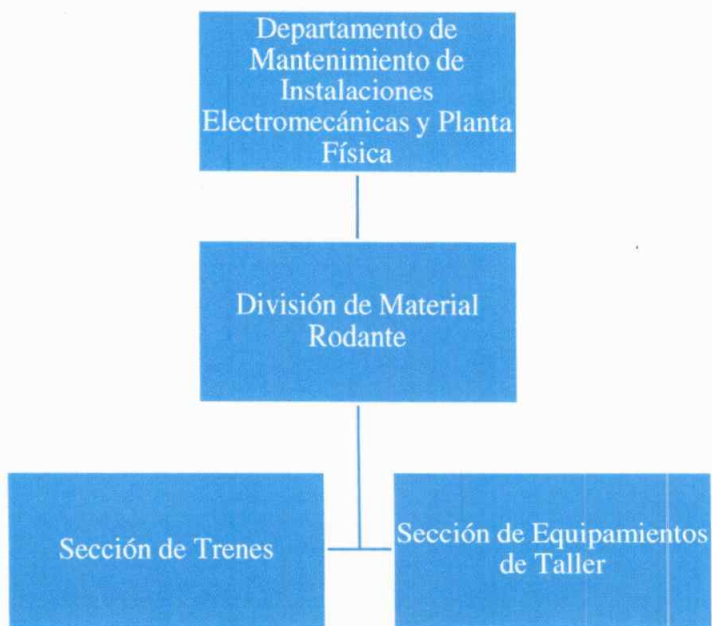 Departamento de
Mantenimiento de
Instalaciones
Electromecánicas y Planta
Física
División de Material
Rodante
Sección de Trenes
Sección de Equipamientos
de Taller